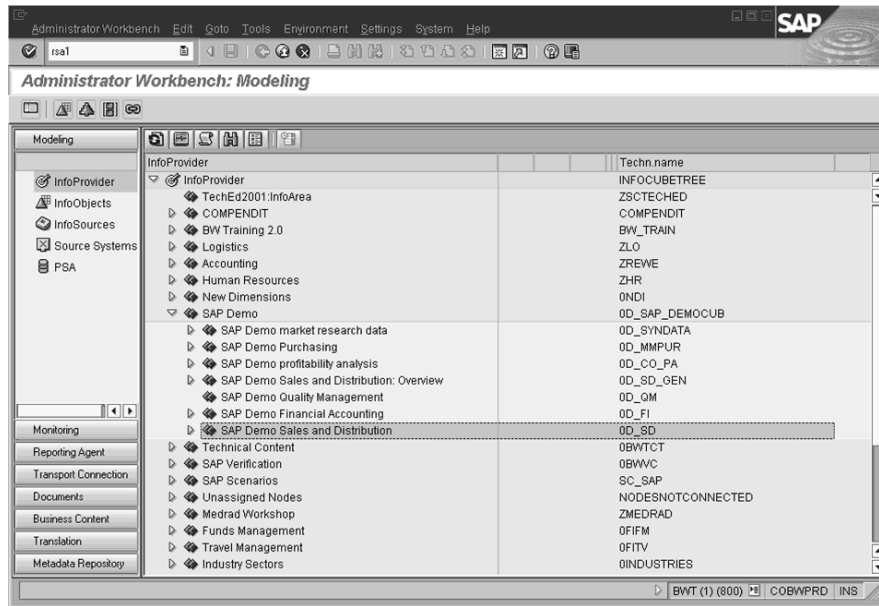 Administrator Workbench Edit Goto Tools Environment Settings System Help
SAP
rsa1
Administrator Workbench: Modeling
Modeling
InfoProvider
InfoObjects
InfoSources
Source Systems
PSA
Monitoring
Reporting Agent
Transport Connection
Documents
Business Content
Translation
Metadata Repository
InfoProvider Techn.name
InfoProvider INFOCUBETREE
TechEd2001:InfoArea ZSCTECHED
COMPENDIT COMPENDIT
BW Training 2.0 BW_TRAIN
Logistics ZLO
Accounting ZREWE
Human Resources ZHR
New Dimensions 0NDI
SAP Demo 0D_SAP_DEMOCUB
SAP Demo market research data 0D_SYNDATA
SAP Demo Purchasing 0D_MMPUR
SAP Demo profitability analysis 0D_CO_PA
SAP Demo Sales and Distribution: Overview 0D_SD_GEN
SAP Demo Quality Management 0D_QM
SAP Demo Financial Accounting 0D_FI
SAP Demo Sales and Distribution 0D_SD
Technical Content 0BWTCT
SAP Verification 0BWVC
SAP Scenarios SC_SAP
Unassigned Nodes NODESNOTCONNECTED
Medrad Workshop ZMEDRAD
Funds Management 0FIFM
Travel Management 0FITV
Industry Sectors 0INDUSTRIES
BWT (1) (800) COBWPRD INS